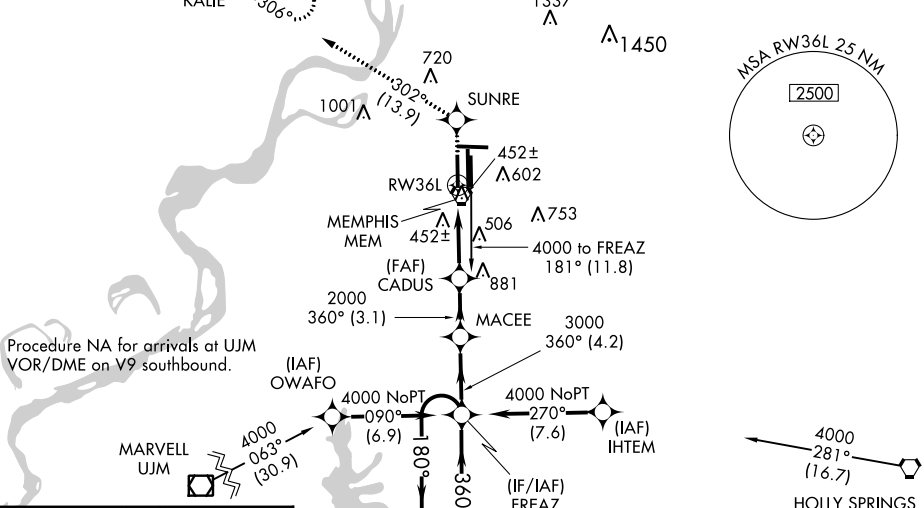 KALIE
306°
1337
1450
MSA RW36L 25 NM
2500
720
302°
(13.9)
1001
SUNRE
452±
602
RW36L
MEMPHIS
MEM
452±
506
753
4000 to FREAZ
181° (11.8)
(FAF)
CADUS
881
2000
360° (3.1)
MACEE
3000
360° (4.2)
Procedure NA for arrivals at UJM
VOR/DME on V9 southbound.
(IAF)
OWAFO
4000 NoPT
090°
(6.9)
4000 NoPT
270°
(7.6)
(IAF)
IHTEM
MARVELL
UJM
4000
063°
(30.9)
180°
360
(IF/IAF)
FREAZ
4000
281°
(16.7)
HOLLY SPRINGS